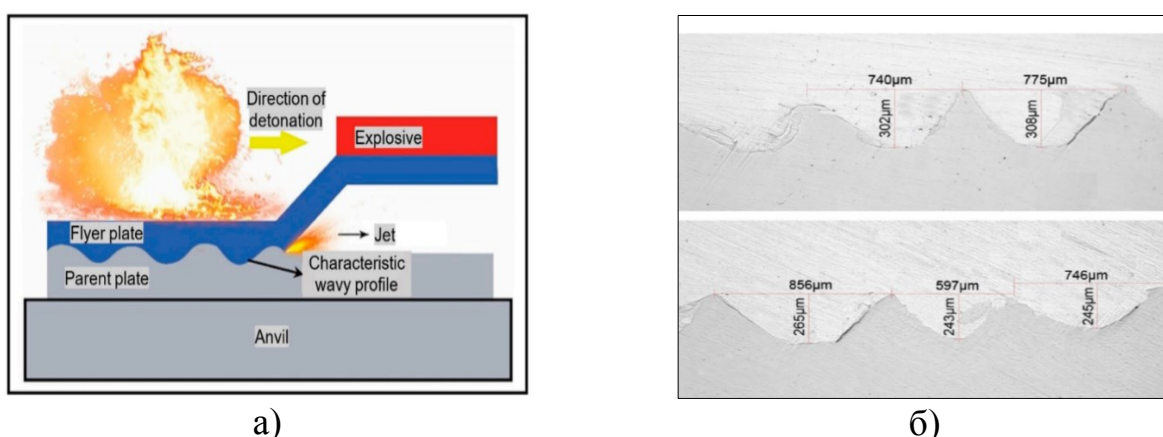 Direction of
detonation
Explosive
Flyer plate
Jet
Parent plate
Characteristic
wavy profile
Anvil
а)
740µm
775µm
302µm
308µm
856µm
597µm
746µm
265µm
243µm
245µm
б)